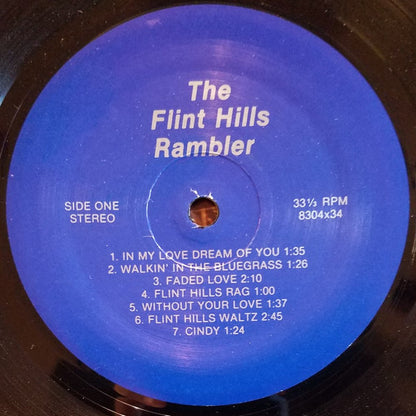 The
Flint Hills
Rambler
SIDE ONE
STEREO
33⅓ RPM
8304x34
1. IN MY LOVE DREAM OF YOU 1:35
2. WALKIN' IN THE BLUEGRASS 1:26
3. FADED LOVE 2:10
4. FLINT HILLS RAG 1:00
5. WITHOUT YOUR LOVE 1:37
6. FLINT HILLS WALTZ 2:45
7. CINDY 1:24